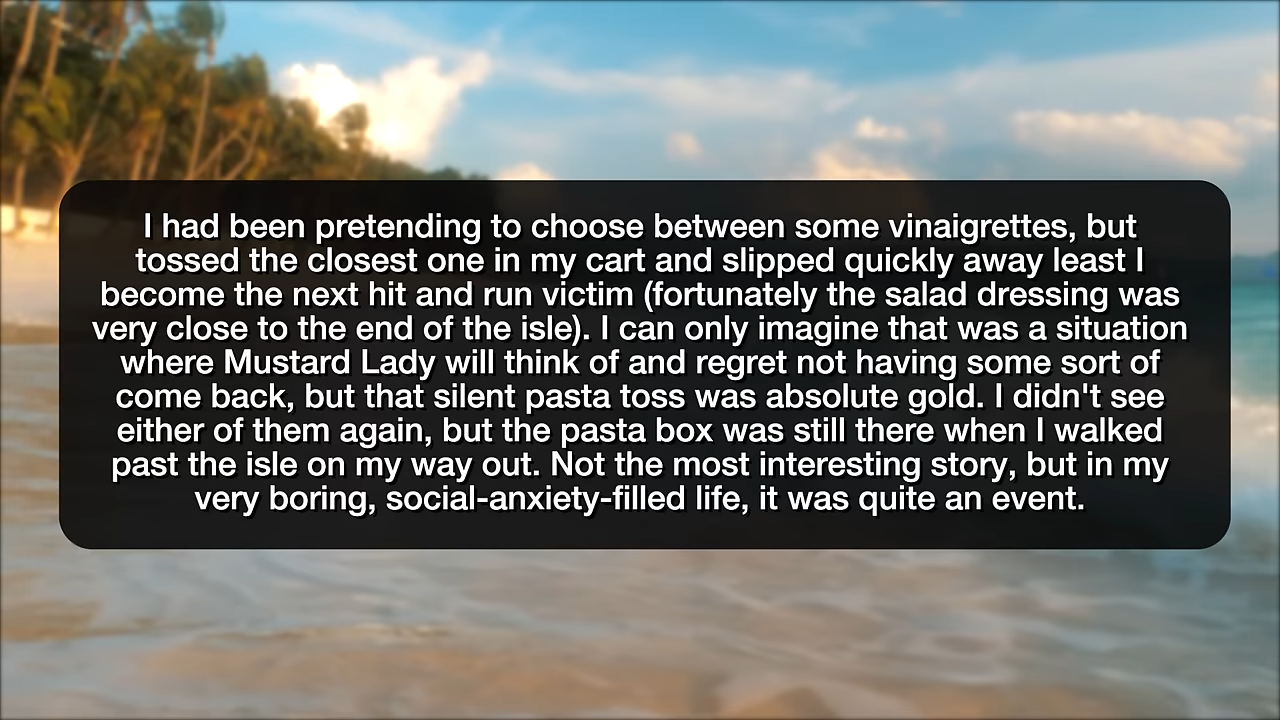 I had been pretending to choose between some vinaigrettes, but
tossed the closest one in my cart and slipped quickly away least I
become the next hit and run victim (fortunately the salad dressing was
very close to the end of the isle). I can only imagine that was a situation
where Mustard Lady will think of and regret not having some sort of
come back, but that silent pasta toss was absolute gold. I didn't see
either of them again, but the pasta box was still there when I walked
past the isle on my way out. Not the most interesting story, but in my
very boring, social-anxiety-filled life, it was quite an event.